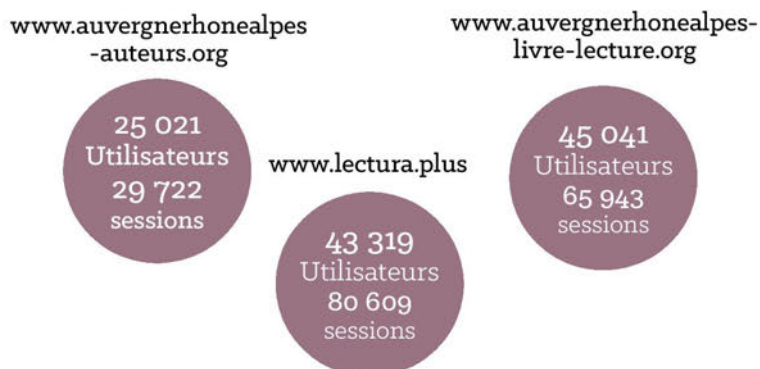 www.auvergnerhonealpes
-auteurs.org
25 021
Utilisateurs
29 722
sessions
www.lectura.plus
43 319
Utilisateurs
80 609
sessions
www.auvergnerhonealpes-
livre-lecture.org
45 041
Utilisateurs
65 943
sessions